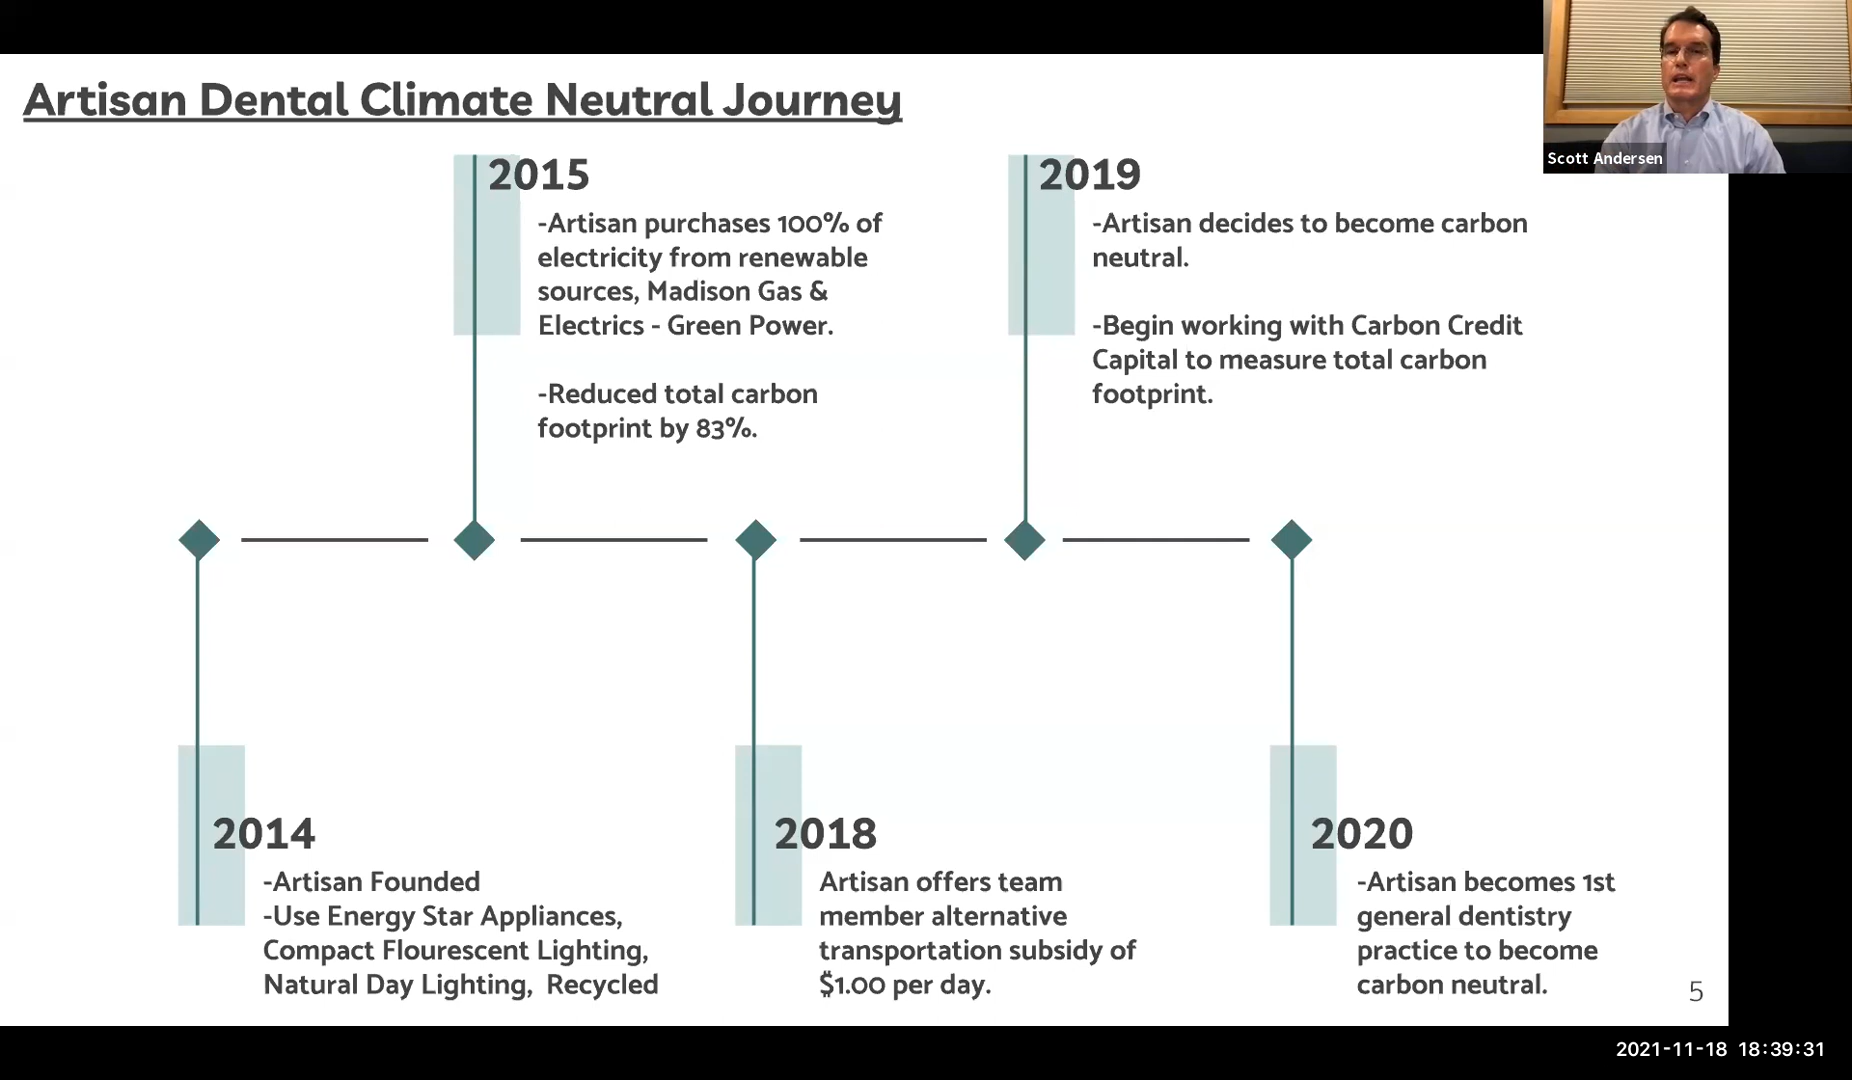 Artisan Dental Climate Neutral Journey
Scott Andersen
2015
-Artisan purchases 100% of
electricity from renewable
sources, Madison Gas &
Electrics - Green Power.
-Reduced total carbon
footprint by 83%.
2019
-Artisan decides to become carbon
neutral.
-Begin working with Carbon Credit
Capital to measure total carbon
footprint.
2014
-Artisan Founded
-Use Energy Star Appliances,
Compact Flourescent Lighting,
Natural Day Lighting, Recycled
2018
Artisan offers team
member alternative
transportation subsidy of
$1.00 per day.
2020
-Artisan becomes 1st
general dentistry
practice to become
carbon neutral.
5
2021-11-18 18:39:31